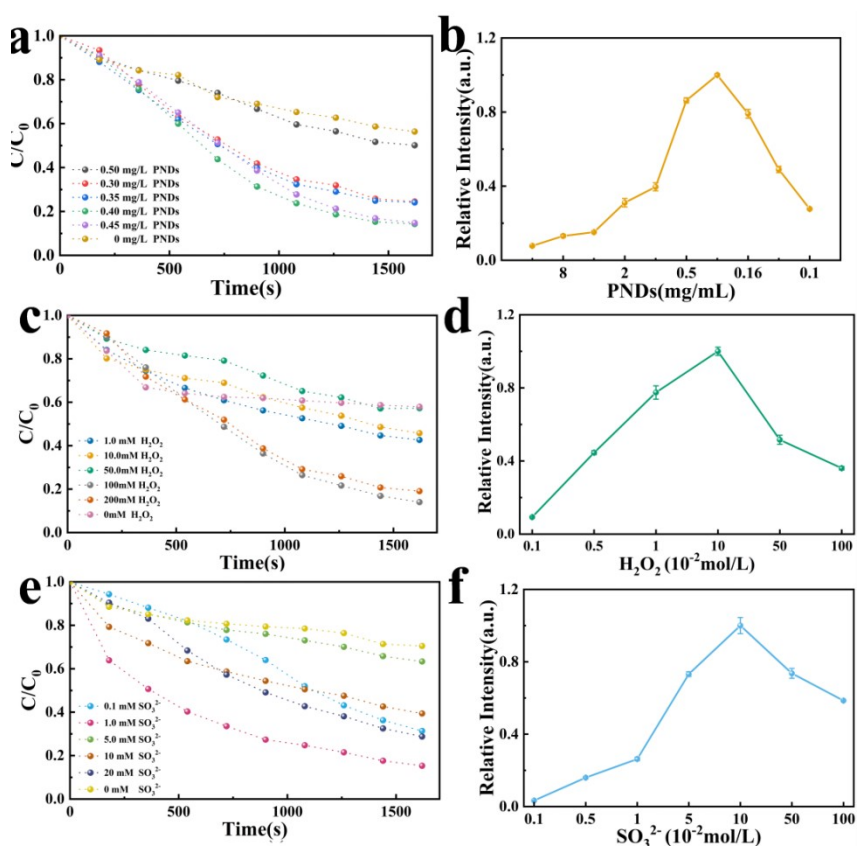 a
C/C₀
1.0
0.8
0.6
0.4
0.2
0.0
0.50 mg/L PNDs
0.30 mg/L PNDs
0.35 mg/L PNDs
0.40 mg/L PNDs
0.45 mg/L PNDs
0 mg/L PNDs
0 500 1000 1500
Time(s)
b
Relative Intensity(a.u.)
1.2
0.8
0.4
0.0
8 2 0.5 0.16 0.1
PNDs(mg/mL)
c
C/C₀
1.0
0.8
0.6
0.4
0.2
0.0
1.0 mM H₂O₂
10.0mM H₂O₂
50.0mM H₂O₂
100mM H₂O₂
200mM H₂O₂
0mM H₂O₂
0 500 1000 1500
Time(s)
d
Relative Intensity(a.u.)
1.2
0.8
0.4
0.0
0.1 0.5 1 10 50 100
H₂O₂ (10⁻²mol/L)
e
C/C₀
1.0
0.8
0.6
0.4
0.2
0.0
0.1 mM SO₃²⁻
1.0 mM SO₃²⁻
5.0 mM SO₃²⁻
10 mM SO₃²⁻
20 mM SO₃²⁻
0 mM SO₃²⁻
0 500 1000 1500
Time(s)
f
Relative Intensity(a.u.)
1.2
0.8
0.4
0.0
0.1 0.5 1 5 10 50 100
SO₃²⁻ (10⁻²mol/L)